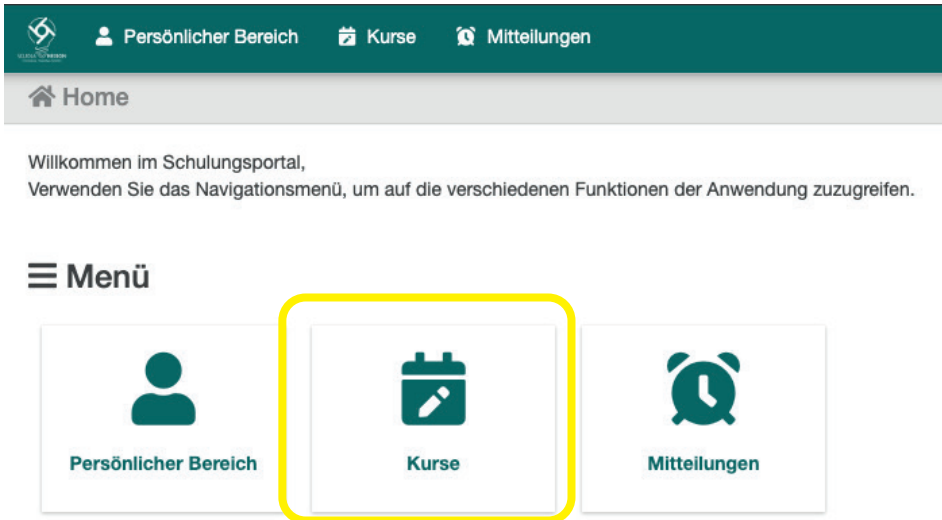 Persönlicher Bereich Kurse Mitteilungen
Home
Willkommen im Schulungsportal,
Verwenden Sie das Navigationsmenü, um auf die verschiedenen Funktionen der Anwendung zuzugreifen.
Menü
Persönlicher Bereich Kurse Mitteilungen